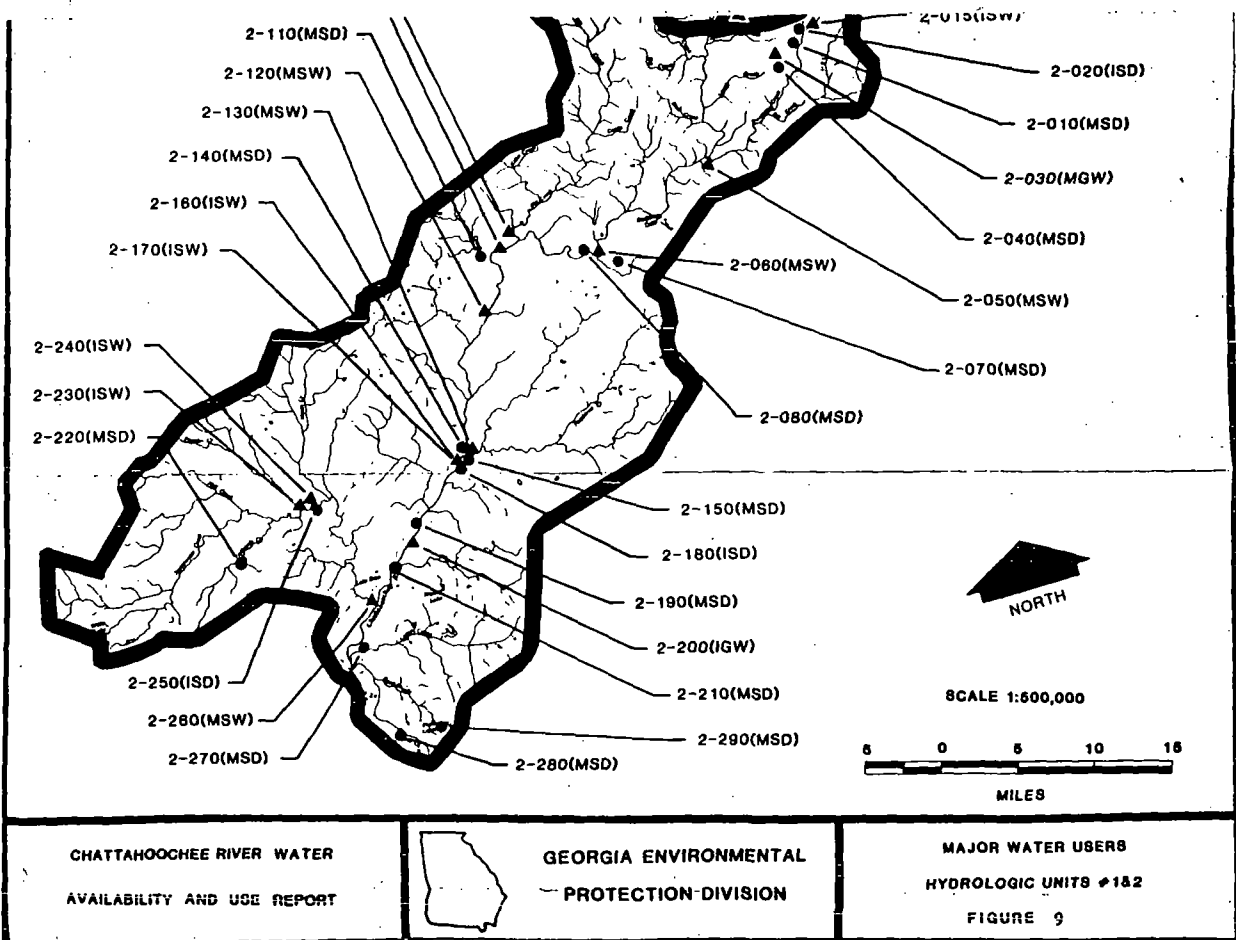 2-015(ISW)
2-110(MSD)
2-120(MSW)
2-130(MSW)
2-140(MSD)
2-160(ISW)
2-170(ISW)
2-020(ISD)
2-010(MSD)
2-030(MGW)
2-040(MSD)
2-060(MSW)
2-050(MSW)
2-070(MSD)
2-080(MSD)
2-240(ISW)
2-230(ISW)
2-220(MSD)
2-150(MSD)
2-180(ISD)
2-190(MSD)
2-200(IGW)
2-210(MSD)
2-250(ISD)
2-260(MSW)
2-270(MSD)
2-280(MSD)
2-290(MSD)
NORTH
SCALE 1:500,000
5 0 5 10 15
MILES
CHATTAHOOCHEE RIVER WATER
AVAILABILITY AND USE REPORT
GEORGIA ENVIRONMENTAL
PROTECTION DIVISION
MAJOR WATER USERS
HYDROLOGIC UNITS #1&2
FIGURE 9